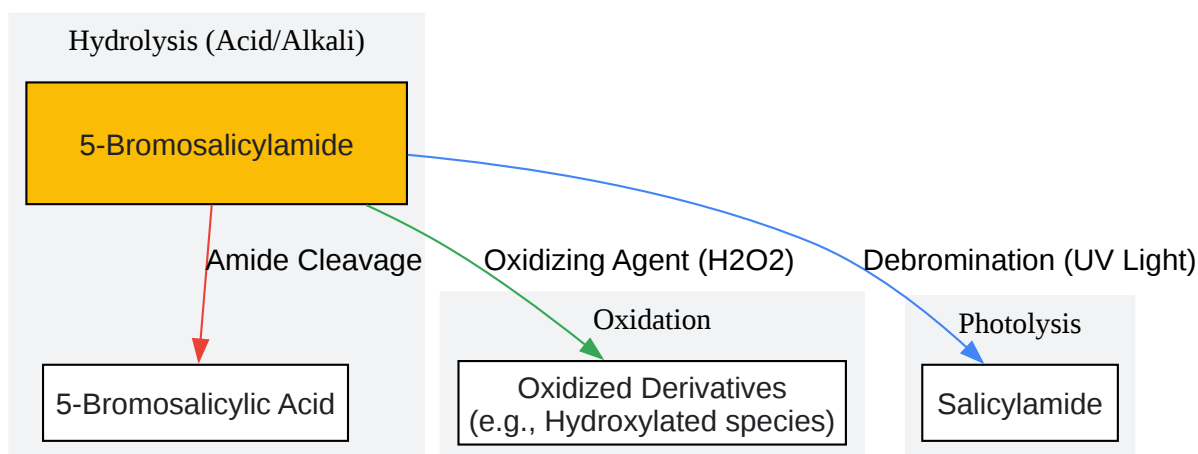 Hydrolysis (Acid/Alkali)
5-Bromosalicylamide
Amide Cleavage
Oxidizing Agent (H2O2)
Debromination (UV Light)
Oxidation
Photolysis
5-Bromosalicylic Acid
Oxidized Derivatives
(e.g., Hydroxylated species)
Salicylamide